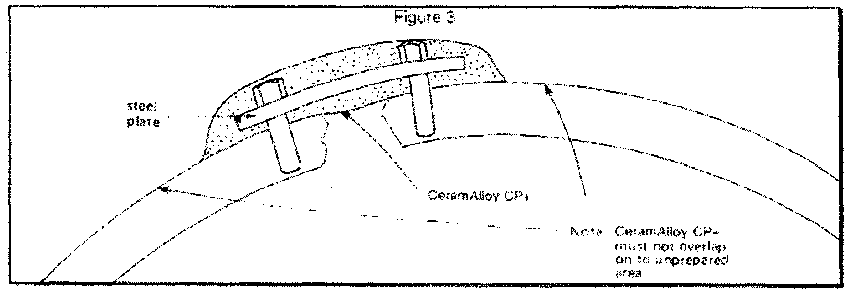 Figure 3
steel
plate
CeramAlloy CP+
Note: CeramAlloy CP+
must not overlap
on to unprepared
area